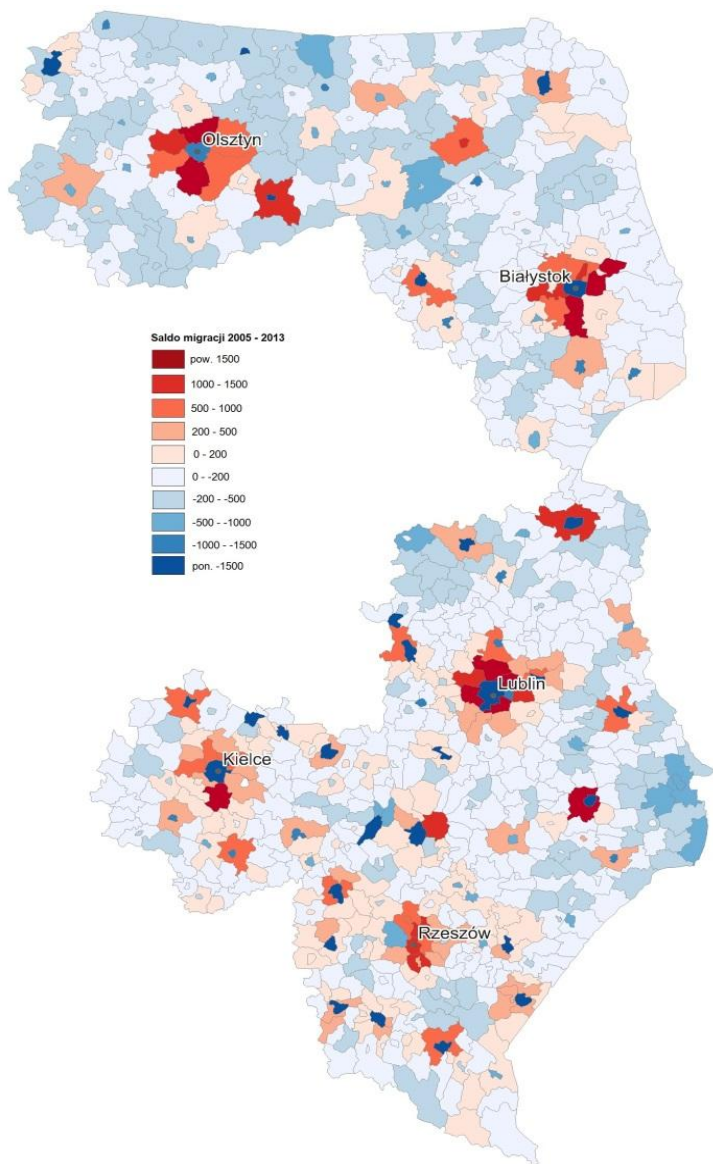 Olsztyn
Białystok
Saldo migracji 2005 - 2013
pow. 1500
1000 - 1500
500 - 1000
200 - 500
0 - 200
0 - -200
-200 - -500
-500 - -1000
-1000 - -1500
pon. -1500
Lublin
Kielce
Rzeszów